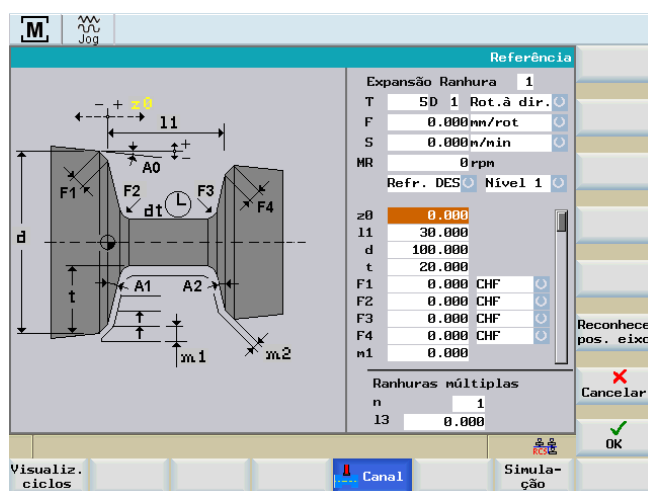 M
Jog
Referência
Expansão Ranhura 1
T 5 D 1 Rot.à dir.
F 0.000 mm/rot
S 0.000 m/min
MR 0 rpm
Refr. DES Nível 1
z0 0.000
l1 30.000
d 100.000
t 20.000
F1 0.000 CHF
F2 0.000 CHF
F3 0.000 CHF
F4 0.000 CHF
m1 0.000
Ranhuras múltiplas
n 1
l3 0.000
- + z0
l1
+
-
A0
F1
F2
F3
F4
dt
d
t
A1
A2
m1
m2
Reconhece
pos. eixo
Cancelar
OK
RCS
Visualiz.
ciclos
Canal
Simula-
ção